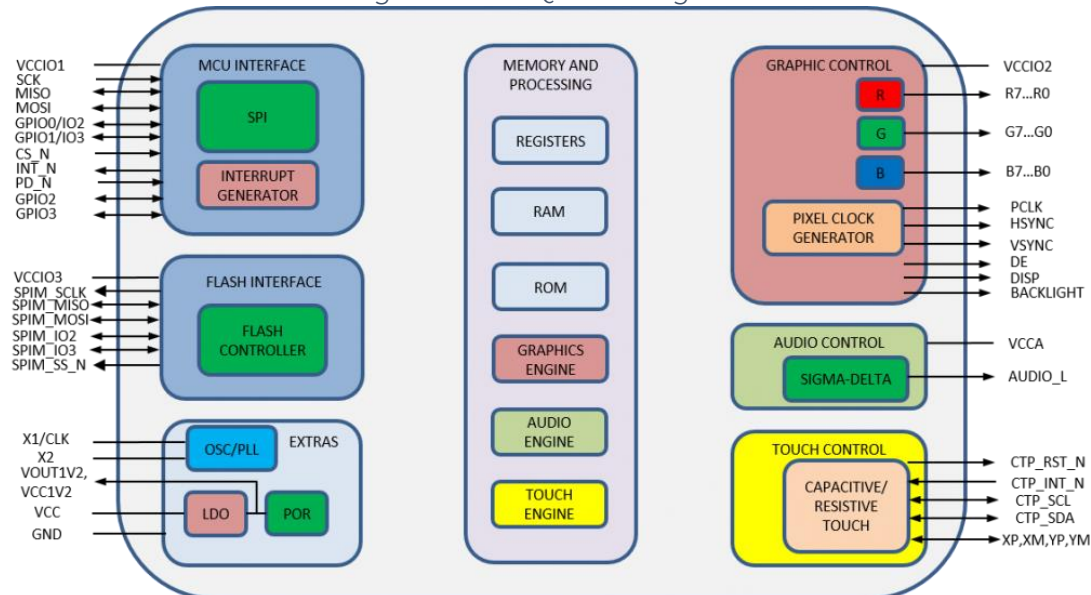 VCCIO1
SCK
MISO
MOSI
GPIO0/IO2
GPIO1/IO3
CS_N
INT_N
PD_N
GPIO2
GPIO3
MCU INTERFACE
SPI
INTERRUPT
GENERATOR
VCCIO3
SPIM_SCLK
SPIM_MISO
SPIM_MOSI
SPIM_IO2
SPIM_IO3
SPIM_SS_N
FLASH INTERFACE
FLASH
CONTROLLER
X1/CLK
X2
VOUT1V2,
VCC1V2
VCC
GND
OSC/PLL
EXTRAS
LDO
POR
MEMORY AND
PROCESSING
REGISTERS
RAM
ROM
GRAPHICS
ENGINE
AUDIO
ENGINE
TOUCH
ENGINE
GRAPHIC CONTROL
R
G
B
PIXEL CLOCK
GENERATOR
VCCIO2
R7...R0
G7...G0
B7...B0
PCLK
HSYNC
VSYNC
DE
DISP
BACKLIGHT
AUDIO CONTROL
SIGMA-DELTA
VCCA
AUDIO_L
TOUCH CONTROL
CAPACITIVE/
RESISTIVE
TOUCH
CTP_RST_N
CTP_INT_N
CTP_SCL
CTP_SDA
XP,XM,YP,YM